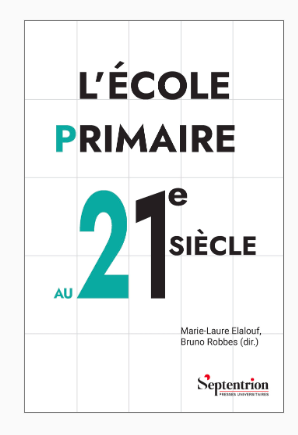 L'ÉCOLE
PRIMAIRE
AU 21e SIÈCLE
Marie-Laure Elalouf,
Bruno Robbes (dir.)
Septentrion
PRESSES UNIVERSITAIRES